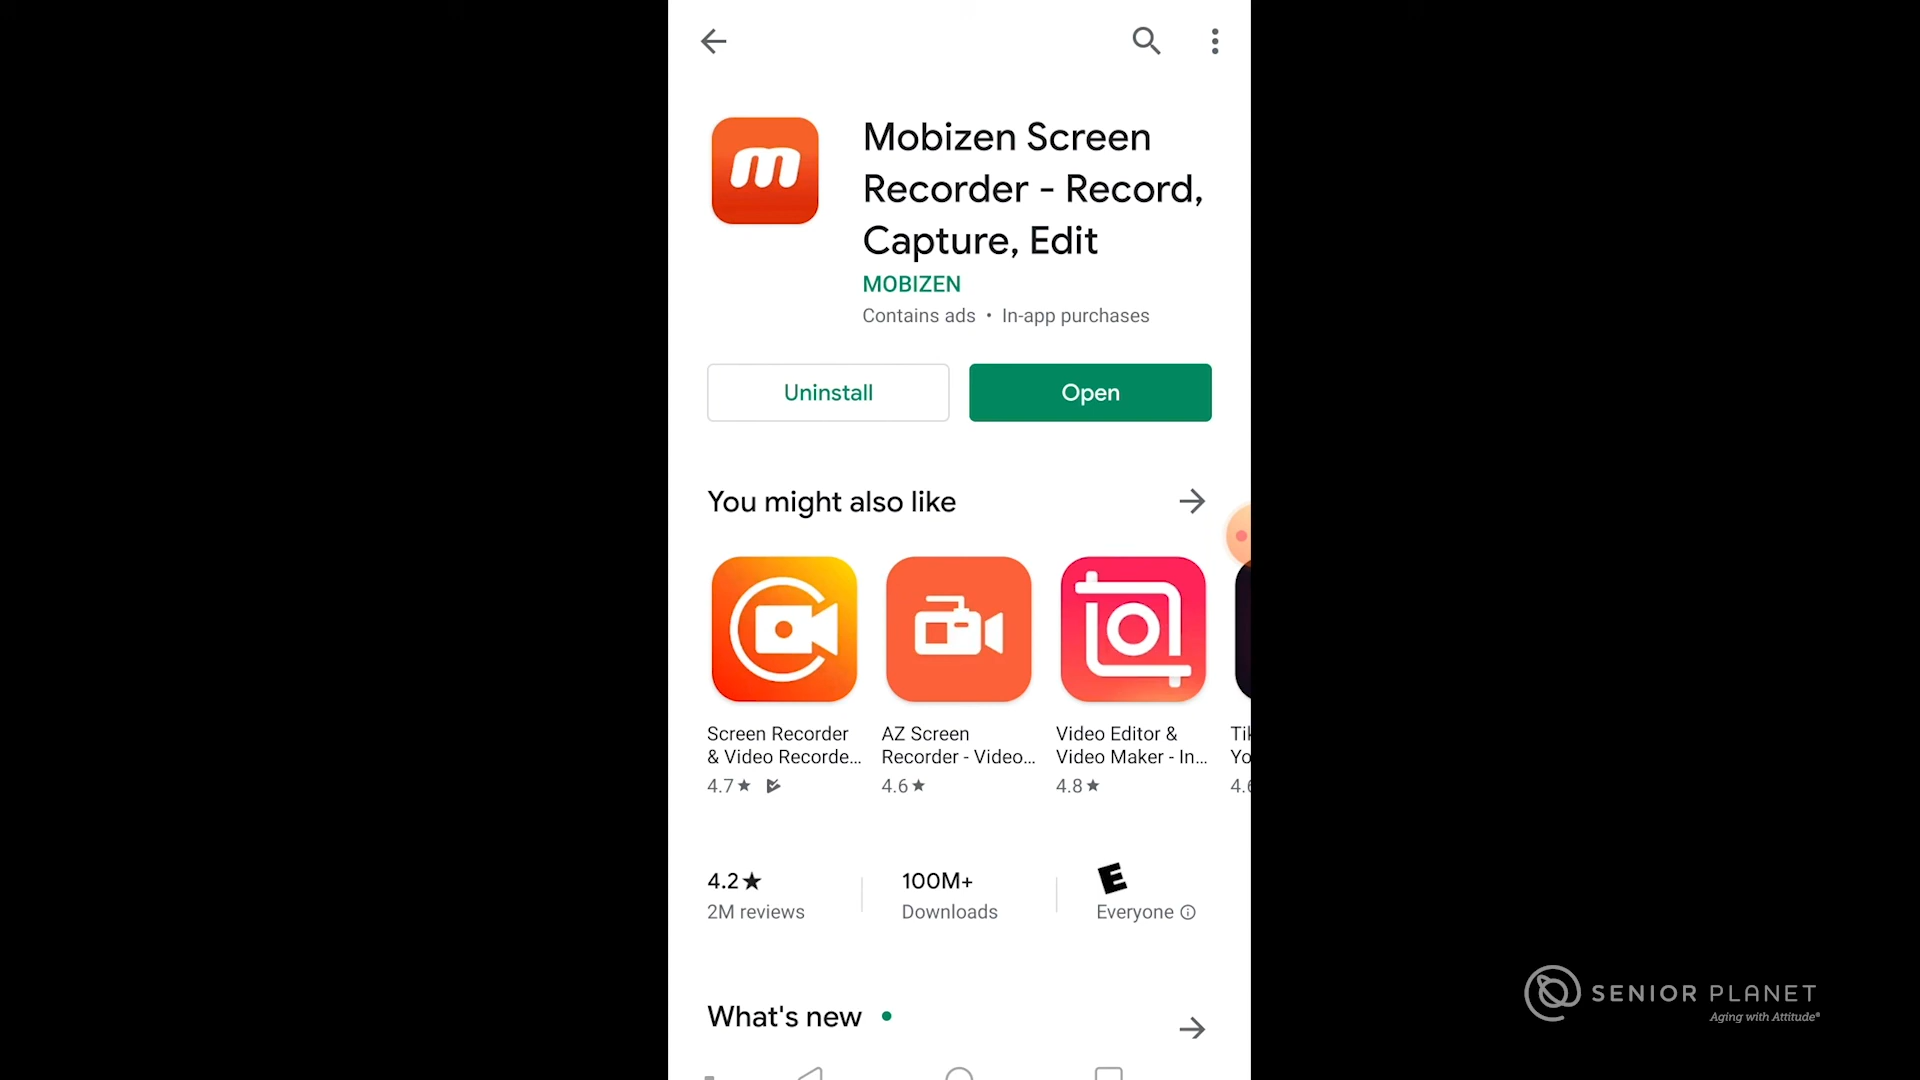 m
Mobizen Screen
Recorder - Record,
Capture, Edit
MOBIZEN
Contains ads • In-app purchases
Uninstall
Open
You might also like
Screen Recorder
& Video Recorde...
4.7★
AZ Screen
Recorder - Video...
4.6★
Video Editor &
Video Maker - In...
4.8★
4.2★
2M reviews
100M+
Downloads
E
Everyone
What's new
SENIOR PLANET
Aging with Attitude®